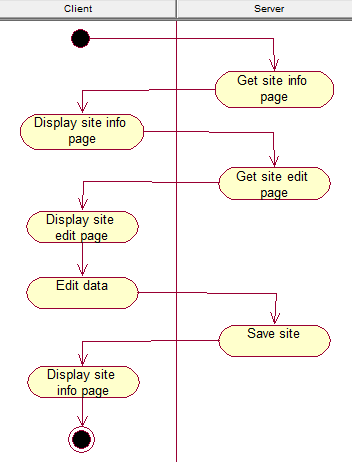 Client
Server
Get site info
page
Display site info
page
Get site edit
page
Display site
edit page
Edit data
Save site
Display site
info page